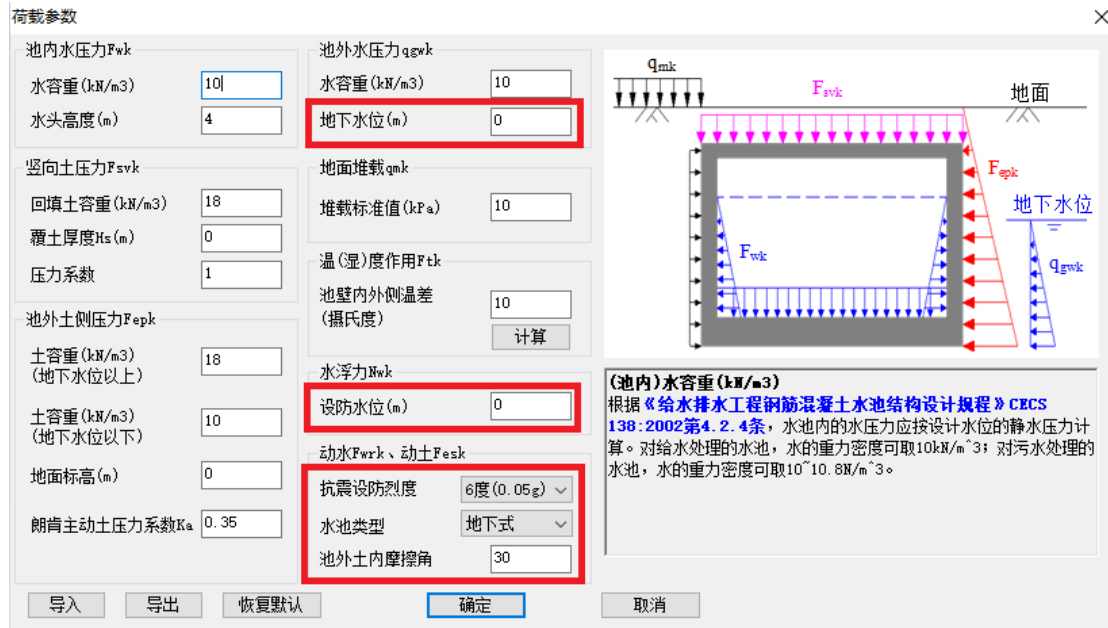 荷载参数
池内水压力Fwk
水容重(kN/m3)
10
水头高度(m)
4
竖向土压力Fsvk
回填土容重(kN/m3)
18
覆土厚度Hs(m)
0
压力系数
1
池外土侧压力Fepk
土容重(kN/m3)
(地下水位以上)
18
土容重(kN/m3)
(地下水位以下)
10
地面标高(m)
0
朗肯主动土压力系数Ka
0.35
池外水压力qgwk
水容重(kN/m3)
10
地下水位(m)
0
地面堆载qmk
堆载标准值(kPa)
10
温(湿)度作用Ftk
池壁内外侧温差
(摄氏度)
10
计算
水浮力Nwk
设防水位(m)
0
动水Fwrk、动土Fesk
抗震设防烈度
6度(0.05g)
水池类型
地下式
池外土内摩擦角
30
qmk
Fsvk
地面
Fepk
地下水位
Fwk
qgwk
(池内)水容重(kN/m3)
根据《给水排水工程钢筋混凝土水池结构设计规程》CECS
138:2002第4.2.4条，水池内的水压力应按设计水位的静水压力计
算。对给水处理的水池，水的重力密度可取10kN/m^3；对污水处理的
水池，水的重力密度可取10~10.8N/m^3。
导入
导出
恢复默认
确定
取消